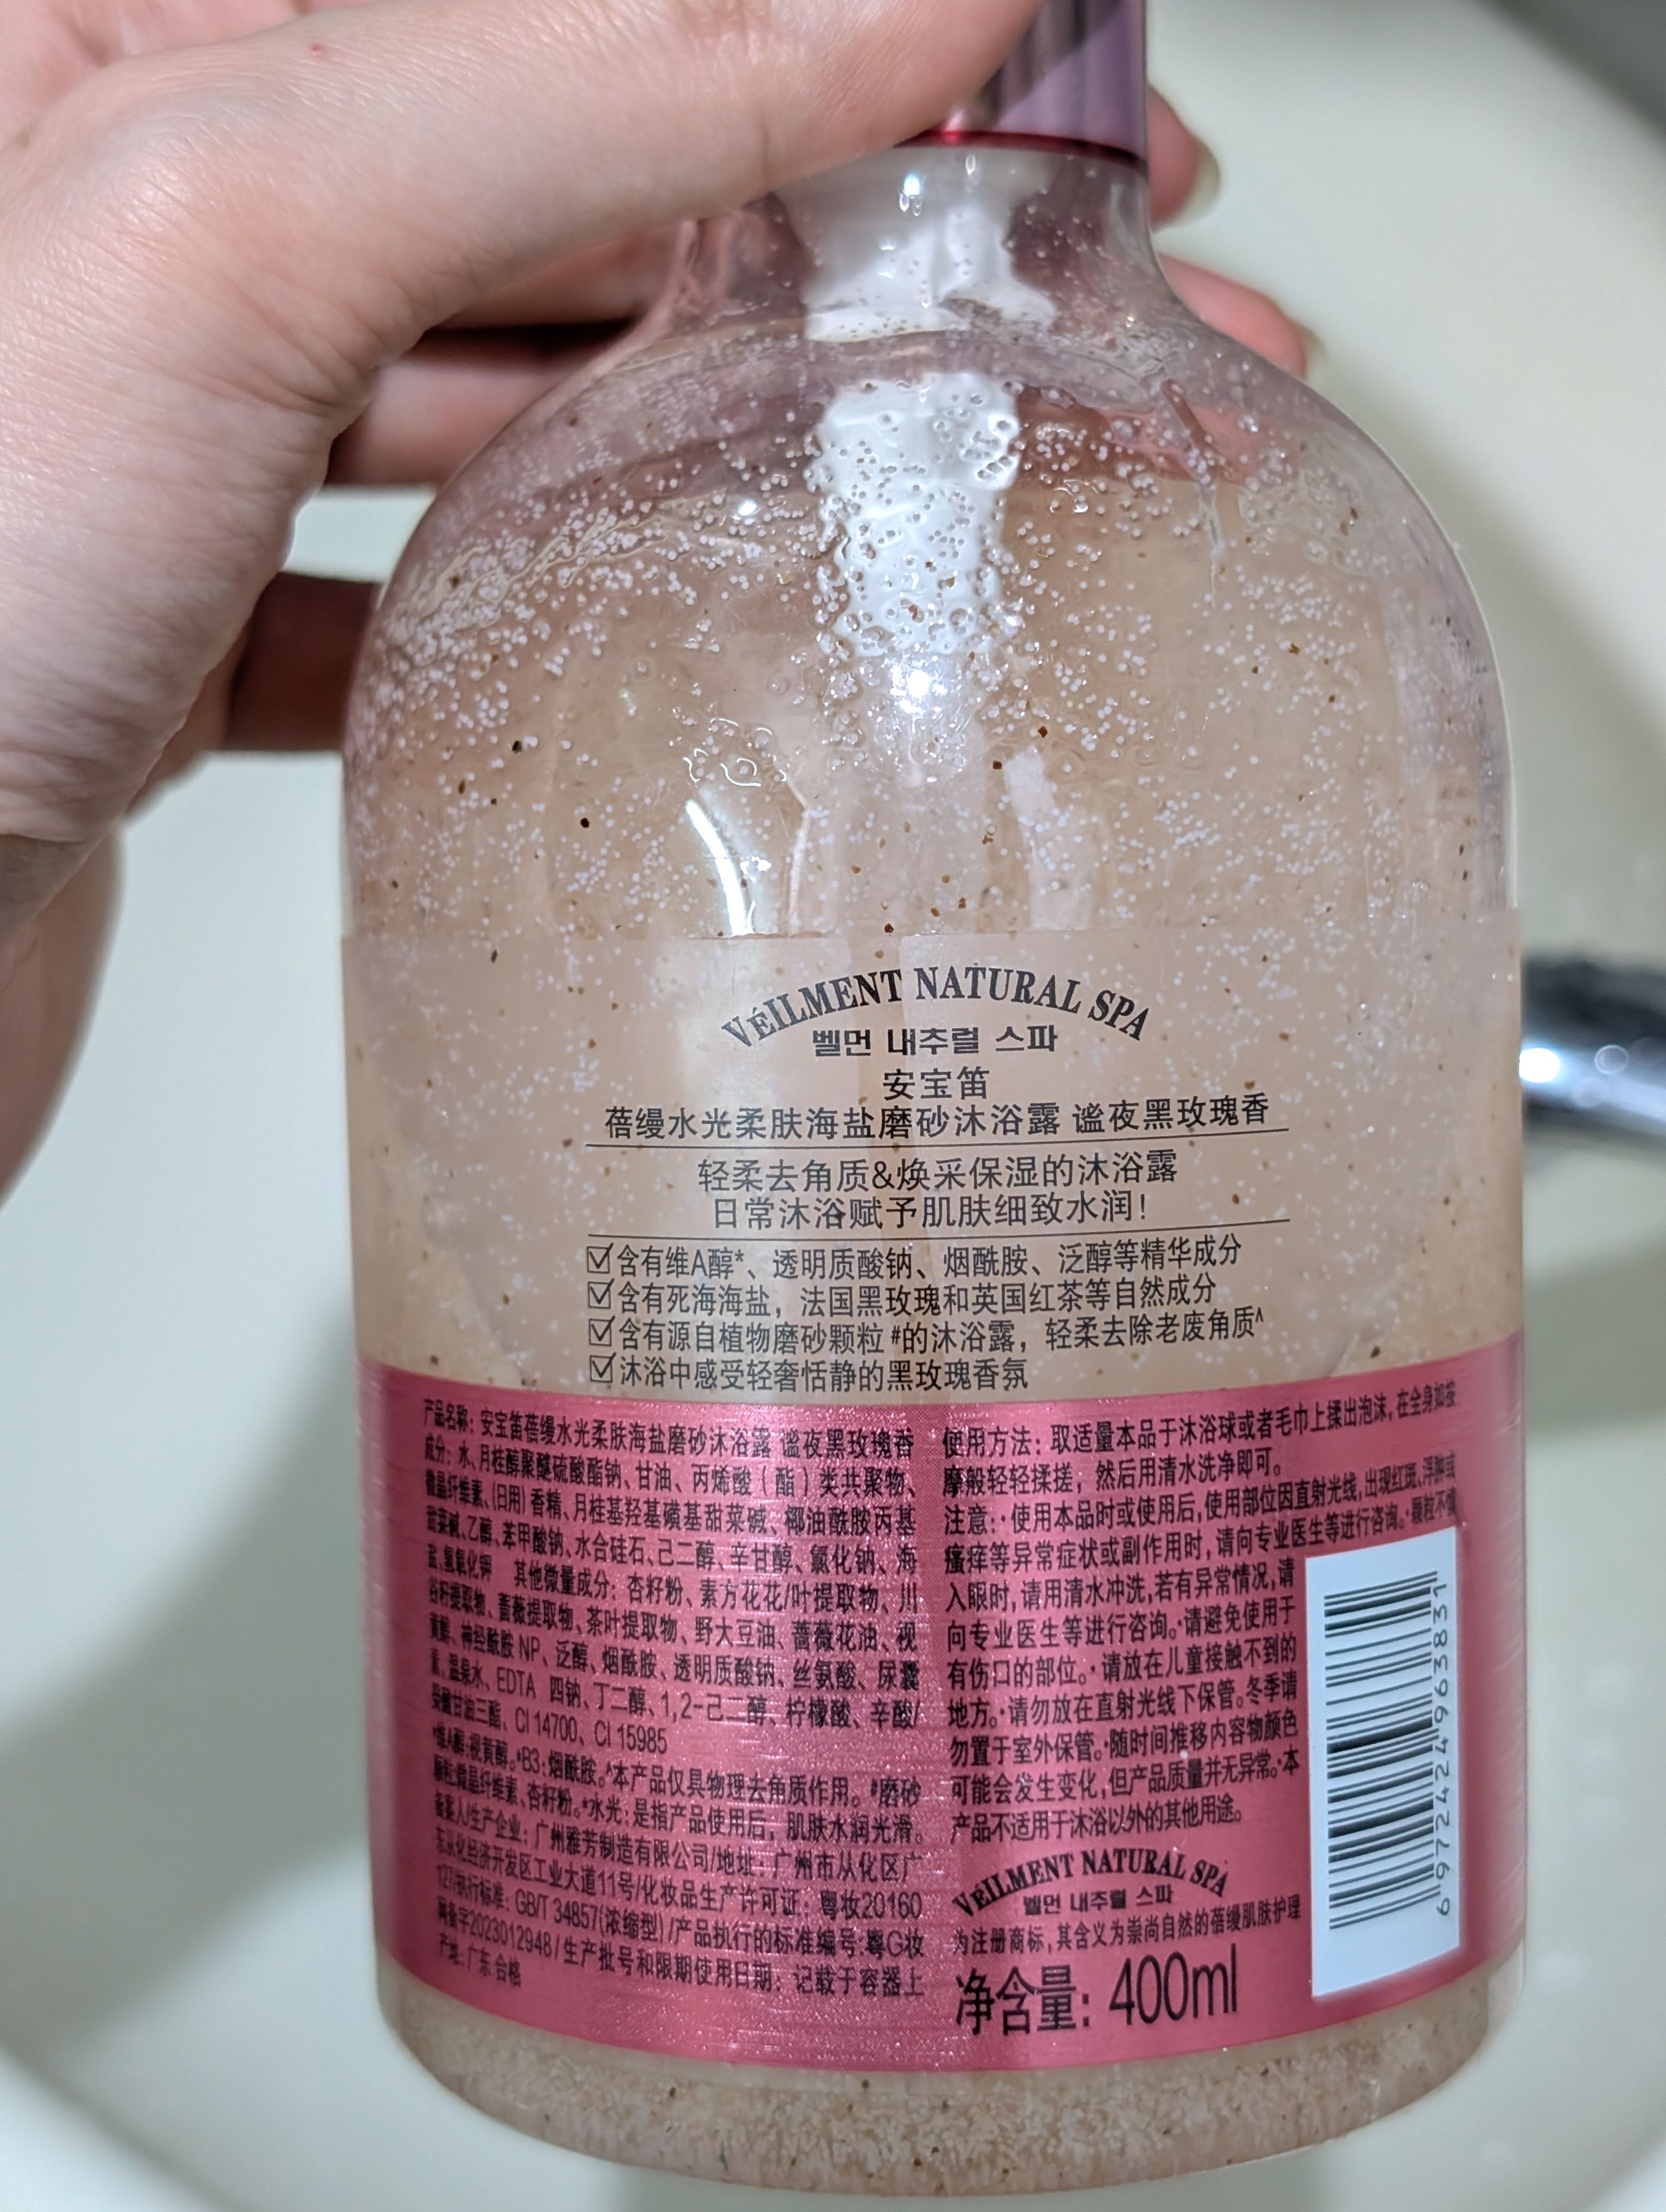 VÉILMENT NATURAL SPA
벨먼 내추럴 스파
安宝笛
蓓缦水光柔肤海盐磨砂沐浴露 谧夜黑玫瑰香
轻柔去角质&焕采保湿的沐浴露
日常沐浴赋予肌肤细致水润！
☑含有维A醇*、透明质酸钠、烟酰胺、泛醇等精华成分
☑含有死海海盐，法国黑玫瑰和英国红茶等自然成分
☑含有源自植物磨砂颗粒#的沐浴露，轻柔去除老废角质^
☑沐浴中感受轻奢恬静的黑玫瑰香氛
产品名称：安宝笛蓓缦水光柔肤海盐磨砂沐浴露 谧夜黑玫瑰香
成分：水、月桂醇聚醚硫酸酯钠、甘油、丙烯酸（酯）类共聚物、
微晶纤维素、(日用)香精、月桂基羟基磺基甜菜碱、椰油酰胺丙基
甜菜碱、乙醇、苯甲酸钠、水合硅石、己二醇、辛甘醇、氯化钠、海
盐、氢氧化钾 其他微量成分：杏籽粉、素方花花/叶提取物、川
谷籽提取物、蔷薇提取物、茶叶提取物、野大豆油、蔷薇花油、视
黄醇、神经酰胺 NP、泛醇、烟酰胺、透明质酸钠、丝氨酸、尿囊
素、温泉水、EDTA 四钠、丁二醇、1,2-己二醇、柠檬酸、辛酸/
癸酸甘油三酯、CI 14700、CI 15985
*维A醇:视黄醇。*B3:烟酰胺。^本产品仅具物理去角质作用。#磨砂
颗粒:微晶纤维素、杏籽粉。*水光：是指产品使用后，肌肤水润光滑。
备案人/生产企业：广州雅芳制造有限公司/地址：广州市从化区广
东从化经济开发区工业大道11号/化妆品生产许可证：粤妆20160
127/执行标准：GB/T 34857(浓缩型)/产品执行的标准编号:粤G妆
网备字2023012948/生产批号和限期使用日期：记载于容器上
产地：广东 合格
使用方法：取适量本品于沐浴球或者毛巾上揉出泡沫，在全身如按
摩般轻轻揉搓，然后用清水洗净即可。
注意：·使用本品时或使用后，使用部位因直射光线，出现红斑，浮肿或
瘙痒等异常症状或副作用时，请向专业医生等进行咨询。·颗粒不慎
入眼时，请用清水冲洗，若有异常情况，请
向专业医生等进行咨询。·请避免使用于
有伤口的部位。·请放在儿童接触不到的
地方。·请勿放在直射光线下保管。冬季请
勿置于室外保管。·随时间推移内容物颜色
可能会发生变化，但产品质量并无异常。·本
产品不适用于沐浴以外的其他用途。
VÉILMENT NATURAL SPA
벨먼 내추럴 스파
为注册商标，其含义为崇尚自然的蓓缦肌肤护理
净含量：400ml
6972424963831